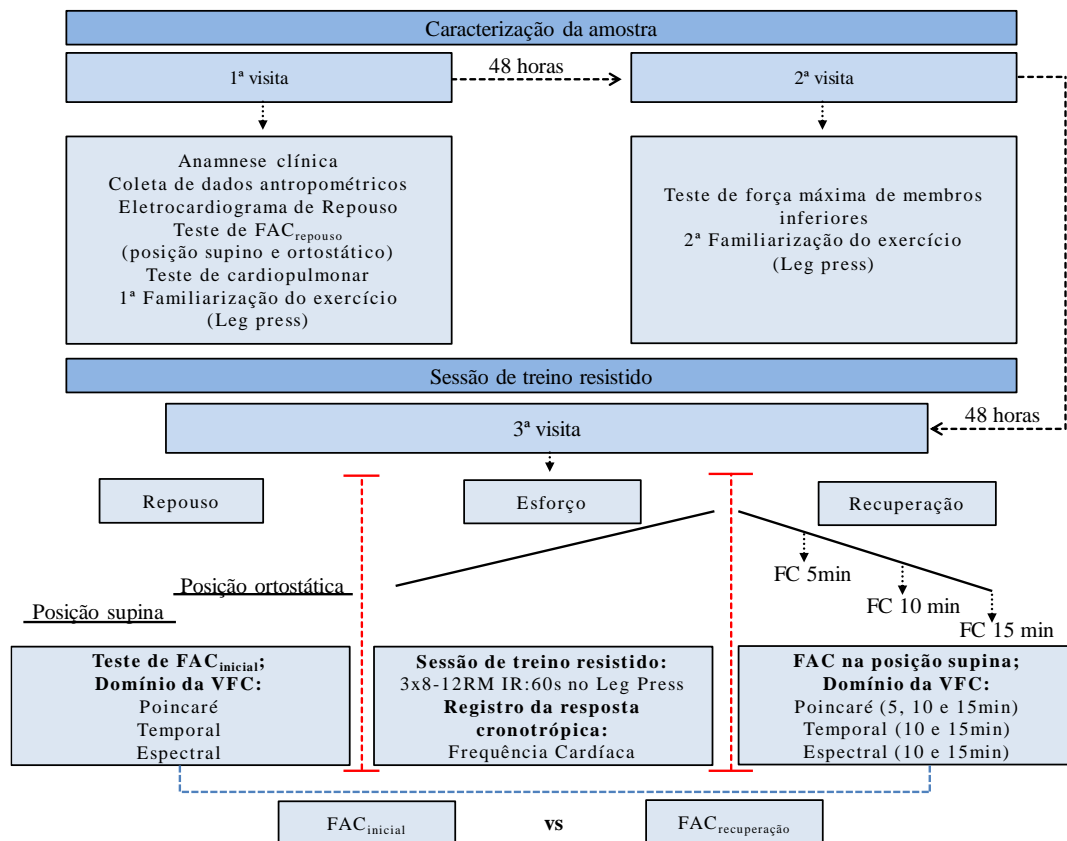 Caracterização da amostra
1ª visita
48 horas
2ª visita
Anamnese clínica
Coleta de dados antropométricos
Eletrocardiograma de Repouso
Teste de FACrepouso
(posição supino e ortostático)
Teste de cardiopulmonar
1ª Familiarização do exercício
(Leg press)
Teste de força máxima de membros
inferiores
2ª Familiarização do exercício
(Leg press)
Sessão de treino resistido
3ª visita
48 horas
Repouso
Esforço
Recuperação
Posição supina
Posição ortostática
FC 5min
FC 10 min
FC 15 min
Teste de FACinicial;
Domínio da VFC:
Poincaré
Temporal
Espectral
Sessão de treino resistido:
3x8-12RM IR:60s no Leg Press
Registro da resposta
cronotrópica:
Frequência Cardíaca
FAC na posição supina;
Domínio da VFC:
Poincaré (5, 10 e 15min)
Temporal (10 e 15min)
Espectral (10 e 15min)
FACinicial
vs
FACrecuperação